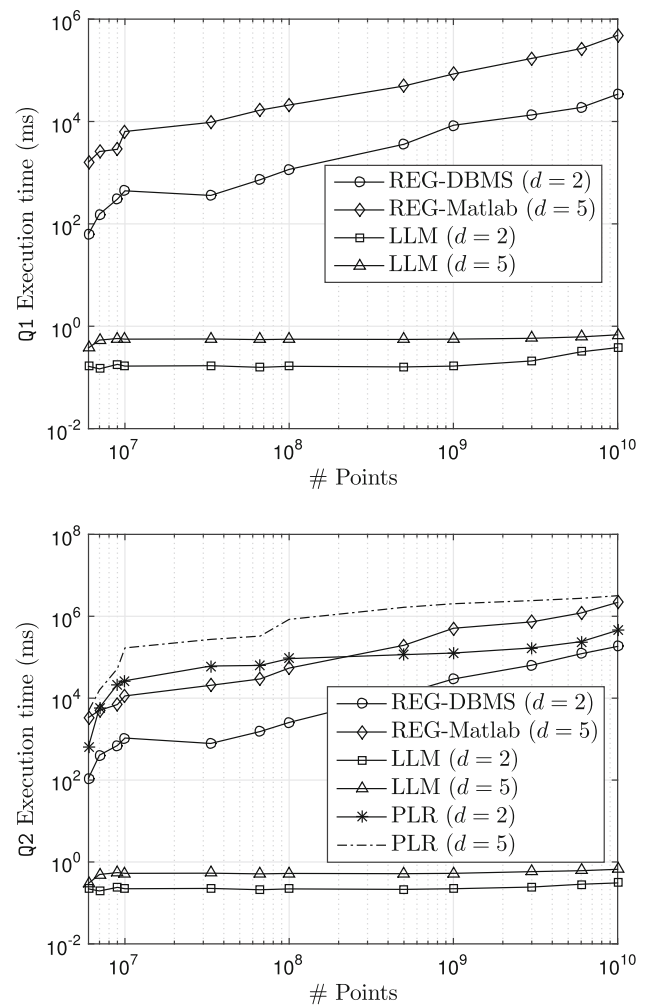 10^6
10^4
10^2
10^0
10^-2
Q1 Execution time (ms)
REG-DBMS (d = 2)
REG-Matlab (d = 5)
LLM (d = 2)
LLM (d = 5)
10^7
10^8
10^9
10^10
# Points
10^8
10^6
10^4
10^2
10^0
10^-2
Q2 Execution time (ms)
REG-DBMS (d = 2)
REG-Matlab (d = 5)
LLM (d = 2)
LLM (d = 5)
PLR (d = 2)
PLR (d = 5)
10^7
10^8
10^9
10^10
# Points